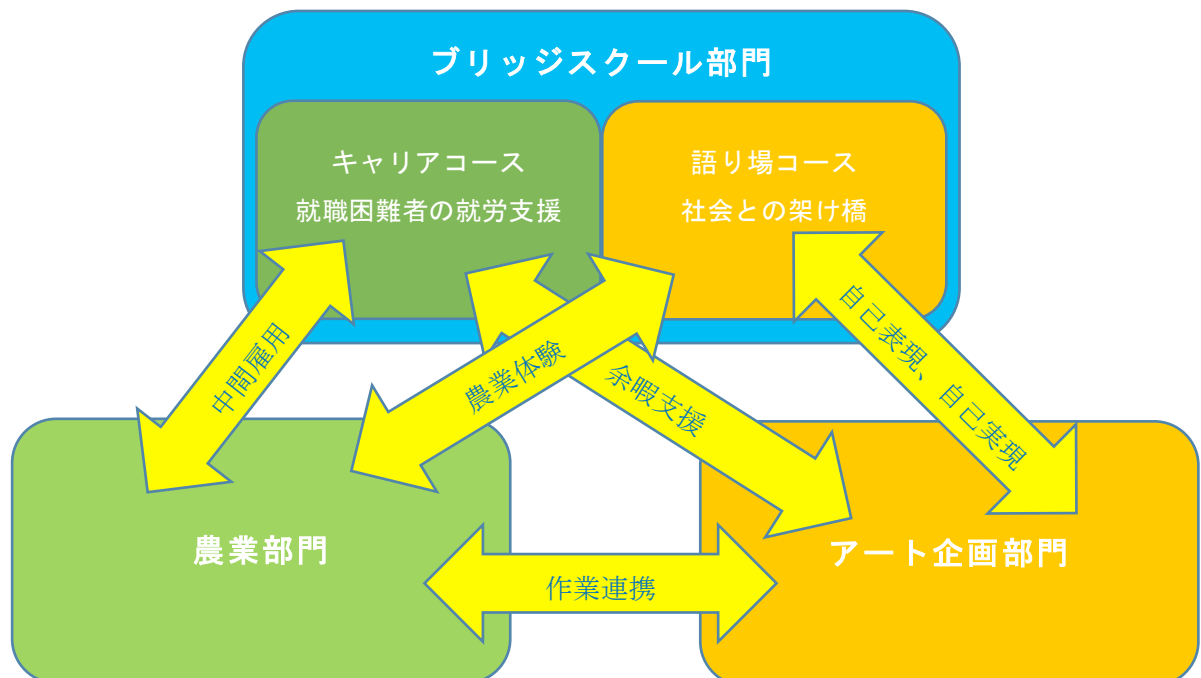 ブリッジスクール部門
キャリアコース
就職困難者の就労支援
語り場コース
社会との架け橋
中間雇用
農業体験
余暇支援
自己表現、自己実現
農業部門
アート企画部門
作業連携